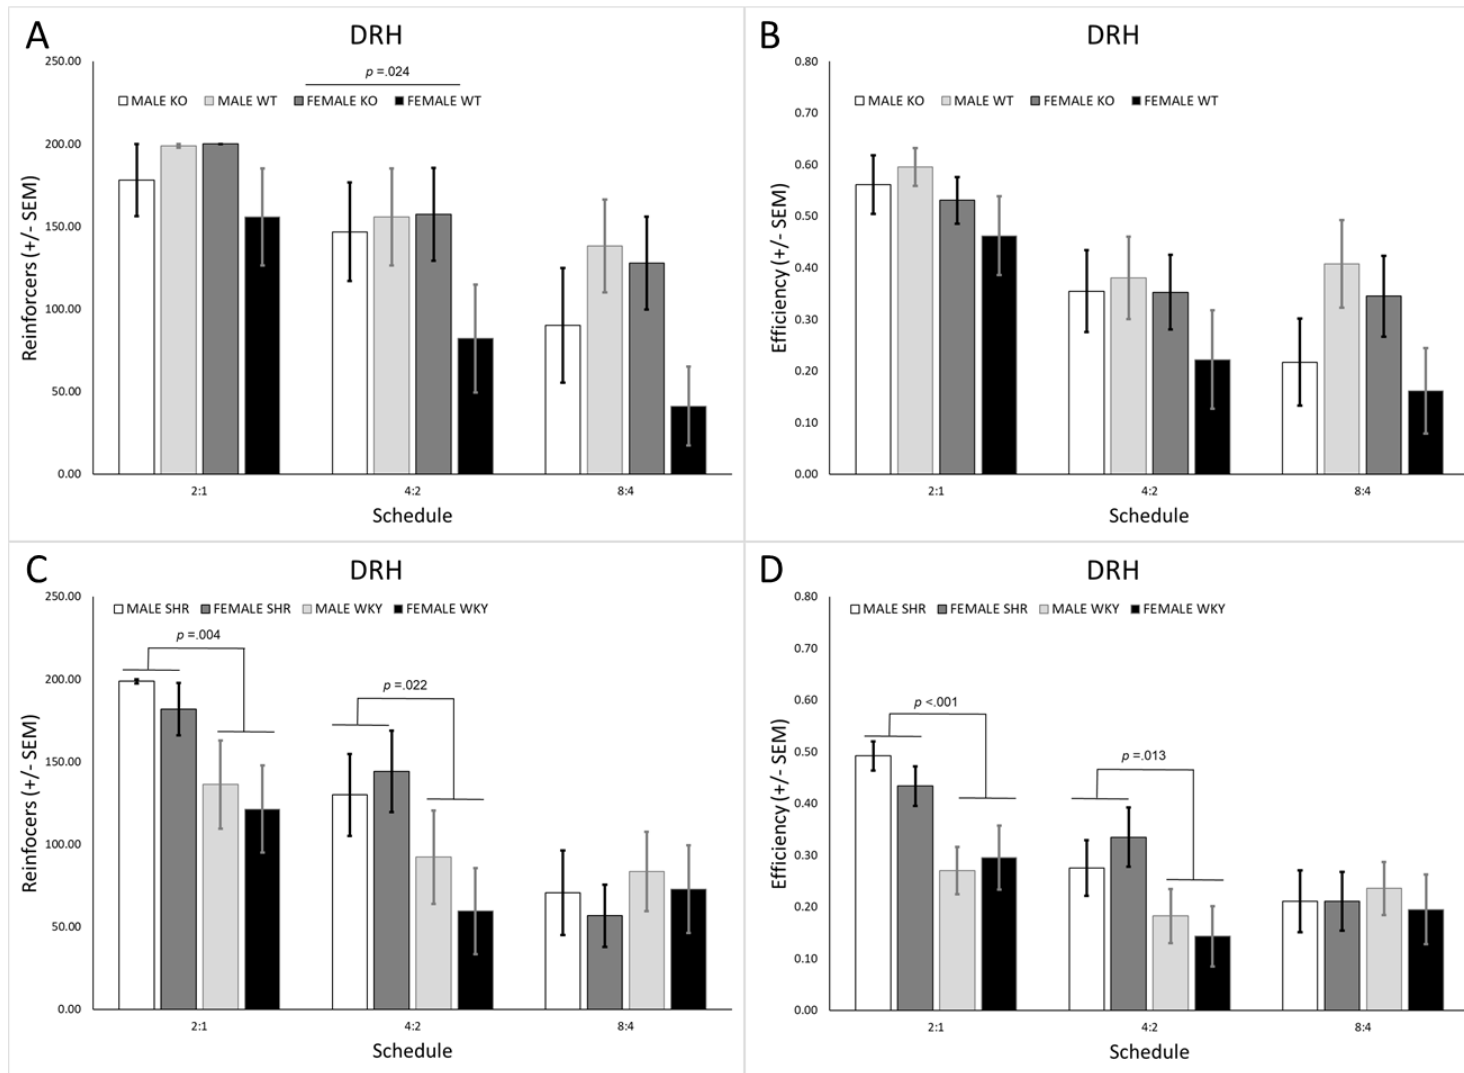 A
DRH
250.00
200.00
150.00
100.00
50.00
0.00
Reinforcers (+/- SEM)
p =.024
MALE KO MALE WT FEMALE KO FEMALE WT
2:1 4:2 8:4
Schedule
B
DRH
0.80
0.70
0.60
0.50
0.40
0.30
0.20
0.10
0.00
Efficiency (+/- SEM)
MALE KO MALE WT FEMALE KO FEMALE WT
2:1 4:2 8:4
Schedule
C
DRH
250.00
200.00
150.00
100.00
50.00
0.00
Reinfocers (+/- SEM)
MALE SHR FEMALE SHR MALE WKY FEMALE WKY
p =.004
p =.022
2:1 4:2 8:4
Schedule
D
DRH
0.80
0.70
0.60
0.50
0.40
0.30
0.20
0.10
0.00
Efficiency (+/- SEM)
MALE SHR FEMALE SHR MALE WKY FEMALE WKY
p <.001
p =.013
2:1 4:2 8:4
Schedule